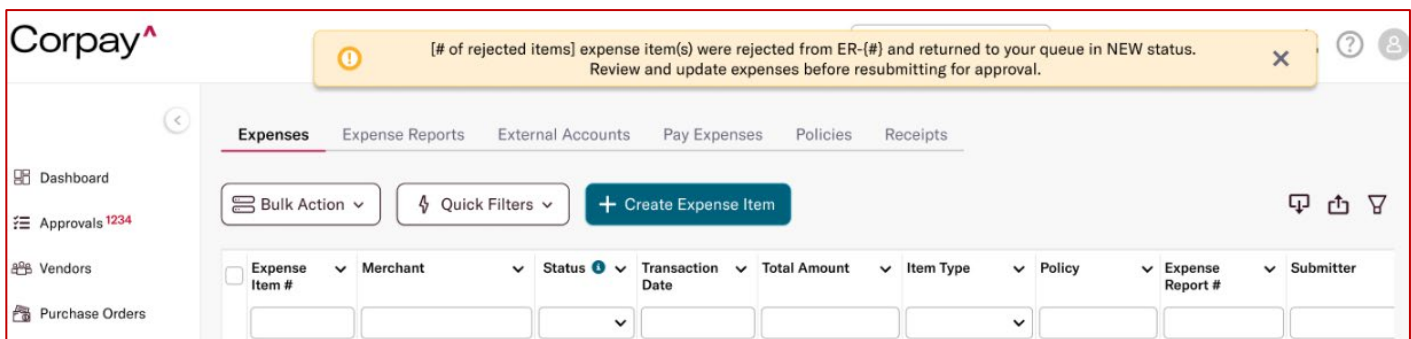 Corpay^
[# of rejected items] expense item(s) were rejected from ER-{#} and returned to your queue in NEW status.
Review and update expenses before resubmitting for approval.
Expenses Expense Reports External Accounts Pay Expenses Policies Receipts
Dashboard
Bulk Action Quick Filters + Create Expense Item
Approvals 1234
Vendors
Expense Item # Merchant Status Transaction Date Total Amount Item Type Policy Expense Report # Submitter
Purchase Orders